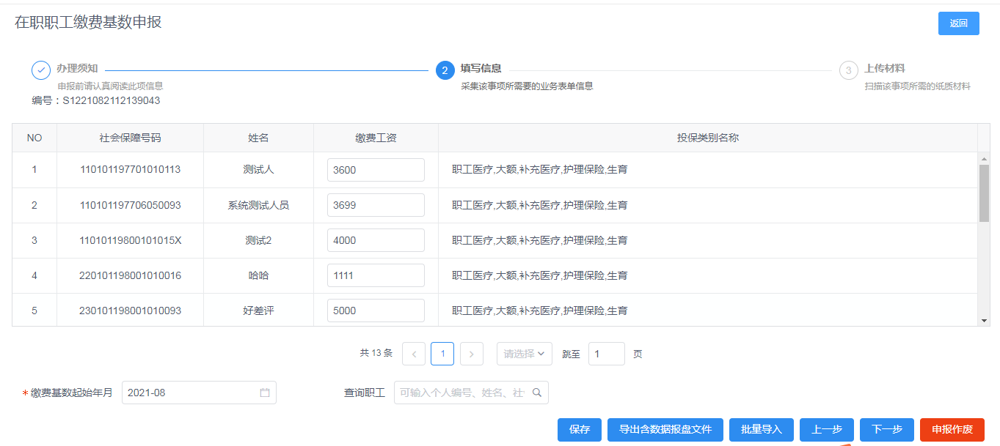 在职职工缴费基数申报
返回
办理须知
申报前请认真阅读此项信息
2 填写信息
采集该事项所需要的业务表单信息
3 上传材料
扫描该事项所需的纸质材料
编号：S1221082112139043
NO 社会保障号码 姓名 缴费工资 投保类别名称
1 110101197701010113 测试人 3600 职工医疗,大额,补充医疗,护理保险,生育
2 110101197706050093 系统测试人员 3699 职工医疗,大额,补充医疗,护理保险,生育
3 11010119800101015X 测试2 4000 职工医疗,大额,补充医疗,护理保险,生育
4 220101198001010016 哈哈 1111 职工医疗,大额,补充医疗,护理保险,生育
5 230101198001010093 好差评 5000 职工医疗,大额,补充医疗,护理保险,生育
共 13 条 < 1 > 请选择 跳至 1 页
*缴费基数起始年月 2021-08 查询职工 可输入个人编号、姓名、社
保存 导出含数据报盘文件 批量导入 上一步 下一步 申报作废